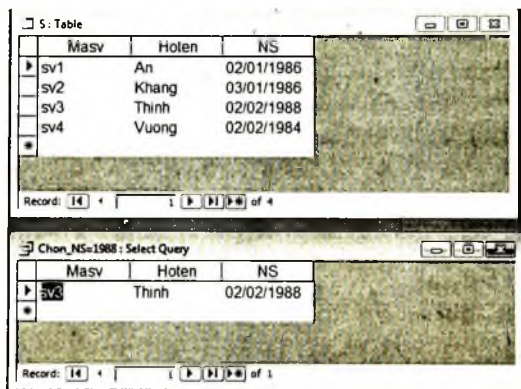 S : Table
Masv Hoten NS
sv1 An 02/01/1986
sv2 Khang 03/01/1986
sv3 Thinh 02/02/1988
sv4 Vuong 02/02/1984
Record: 1 of 4
Chon_NS=1988 : Select Query
Masv Hoten NS
sv3 Thinh 02/02/1988
Record: 1 of 1